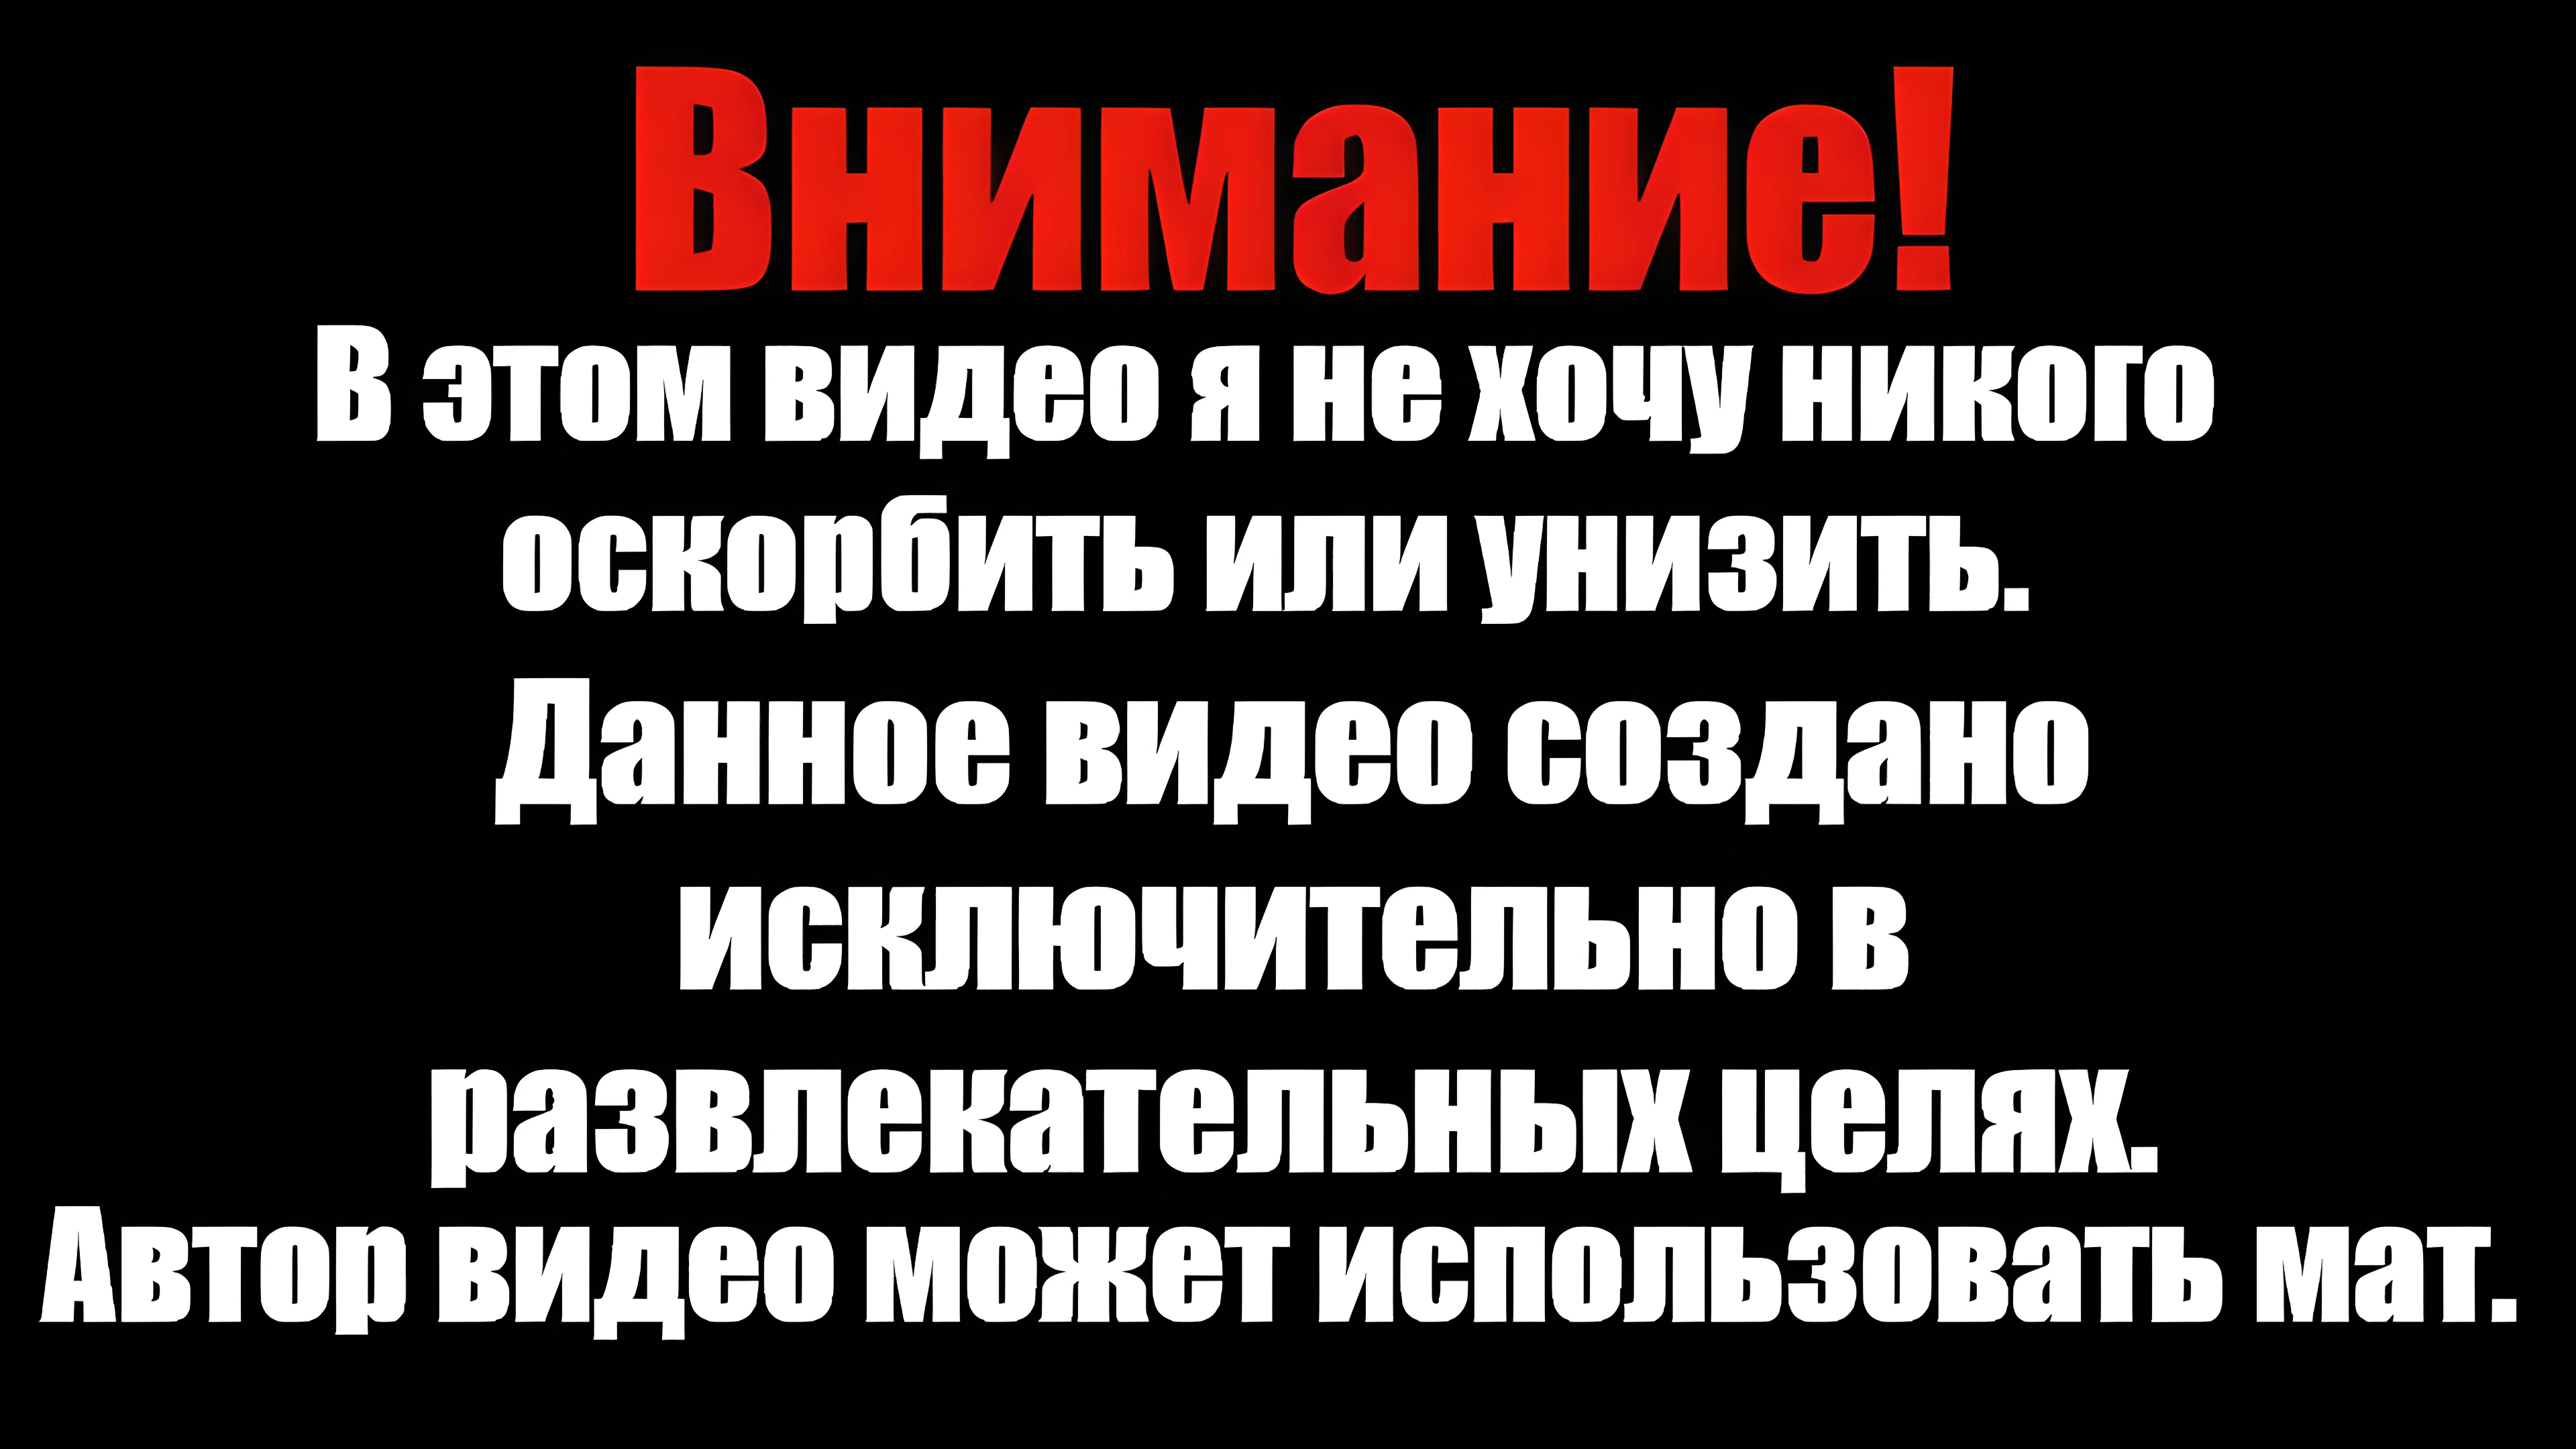 Внимание!
В этом видео я не хочу никого
оскорбить или унизить.
Данное видео создано
исключительно в
развлекательных целях.
Автор видео может использовать мат.